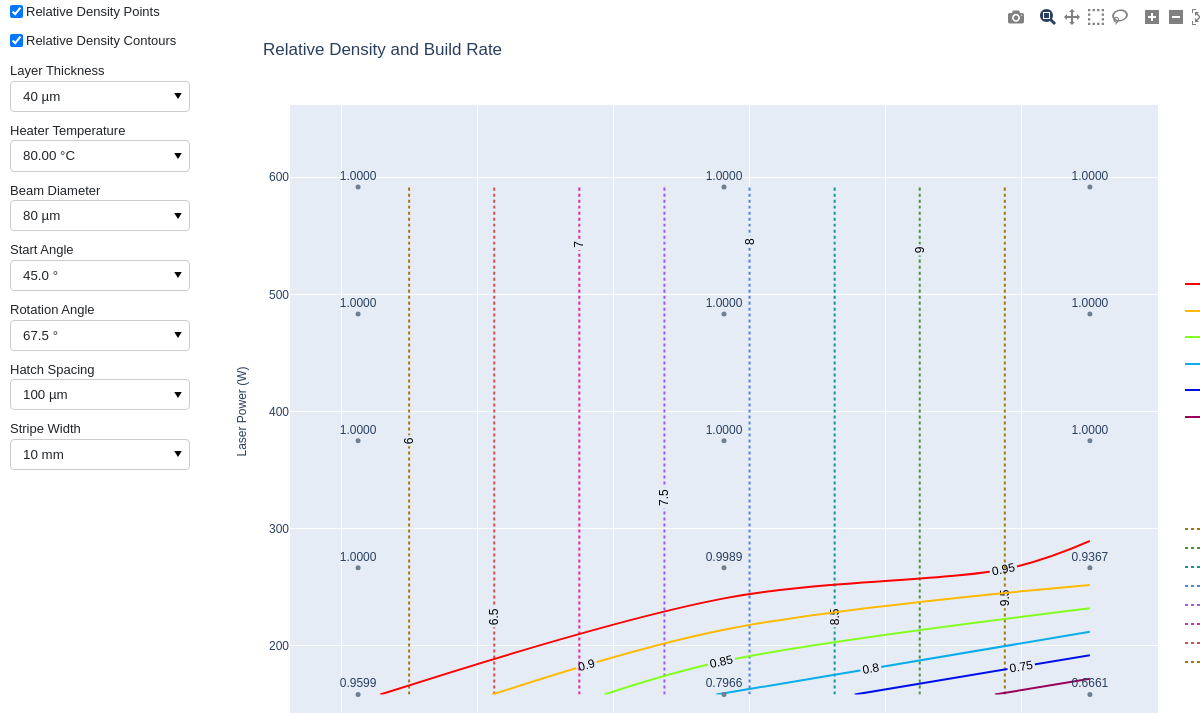 Relative Density Points
Relative Density Contours
Layer Thickness
40 µm
Heater Temperature
80.00 °C
Beam Diameter
80 µm
Start Angle
45.0 °
Rotation Angle
67.5 °
Hatch Spacing
100 µm
Stripe Width
10 mm
Relative Density and Build Rate
Laser Power (W)
600
500
400
300
200
1.0000 1.0000 1.0000
1.0000 1.0000 1.0000
1.0000 1.0000 1.0000
1.0000 0.9989 0.9367
0.9599 0.7966 0.6661
6
6.5
7
7.5
8
8.5
9
9.5
0.95
0.9
0.85
0.8
0.75